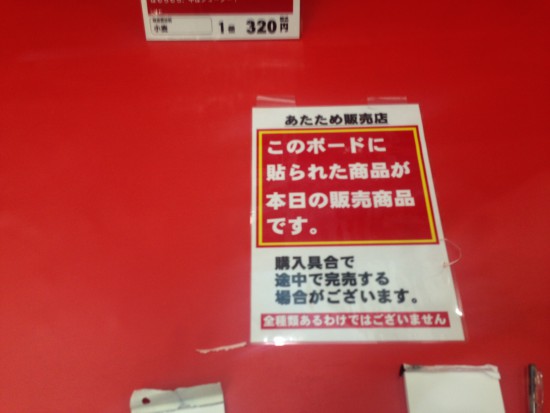 小麦
1個 320円
あたため販売店
このボードに
貼られた商品が
本日の販売商品
です。
購入具合で
途中で完売する
場合がございます。
全種類あるわけではございません